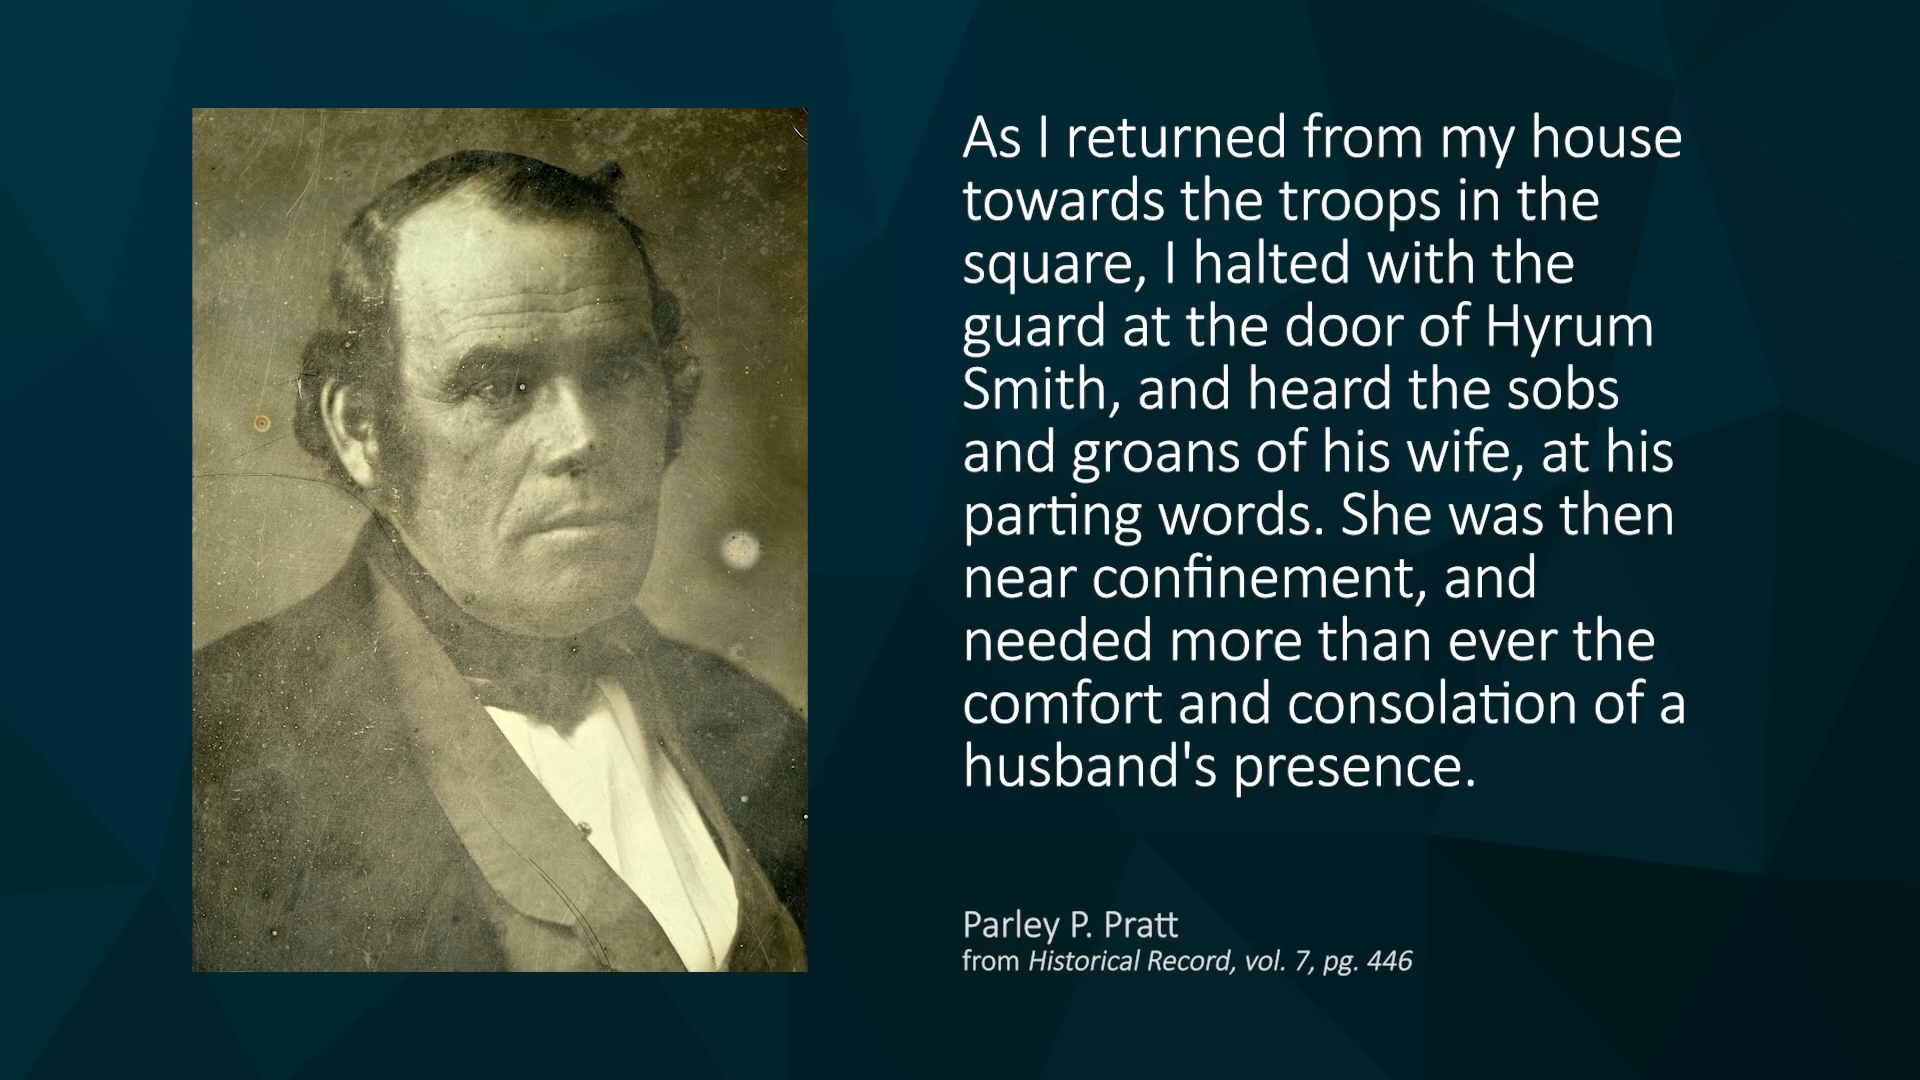 As I returned from my house
towards the troops in the
square, I halted with the
guard at the door of Hyrum
Smith, and heard the sobs
and groans of his wife, at his
parting words. She was then
near confinement, and
needed more than ever the
comfort and consolation of a
husband's presence.
Parley P. Pratt
from Historical Record, vol. 7, pg. 446